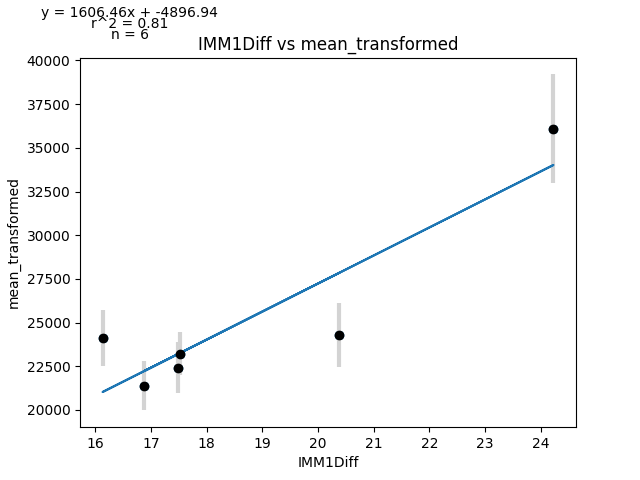 y = 1606.46x + -4896.94
r^2 = 0.81
n = 6
IMM1Diff vs mean_transformed
40000
37500
35000
32500
30000
27500
25000
22500
20000
mean_transformed
16 17 18 19 20 21 22 23 24
IMM1Diff